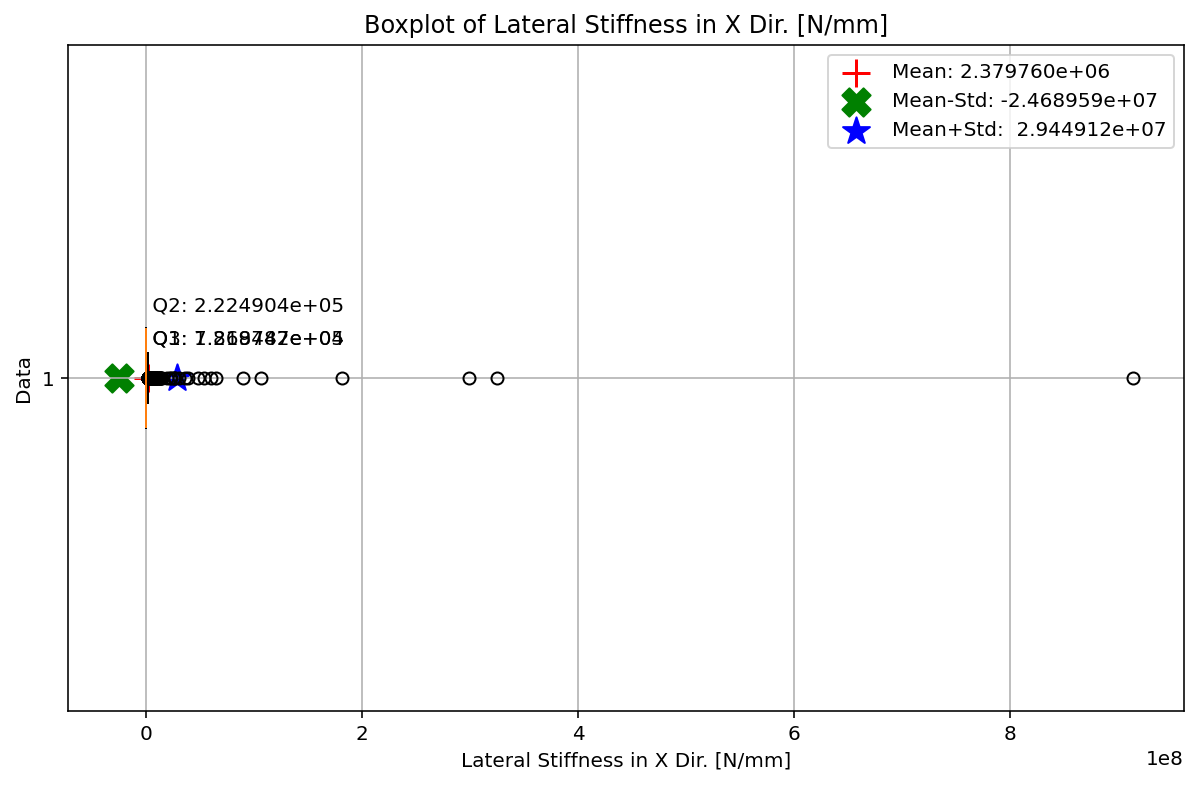 Boxplot of Lateral Stiffness in X Dir. [N/mm]
Mean: 2.379760e+06
Mean-Std: -2.468959e+07
Mean+Std: 2.944912e+07
Q2: 2.224904e+05
Data
1
0
2
4
6
8
Lateral Stiffness in X Dir. [N/mm]
1e8